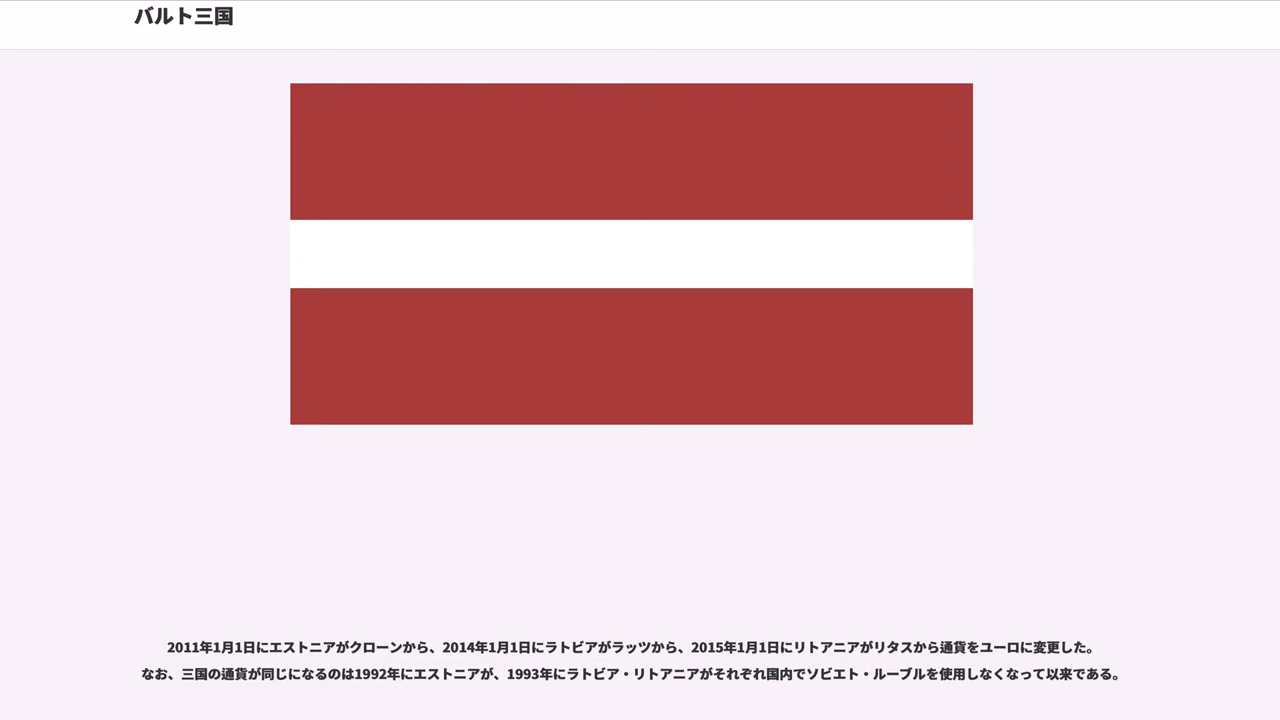 バルト三国
2011年1月1日にエストニアがクローンから、2014年1月1日にラトビアがラッツから、2015年1月1日にリトアニアがリタスから通貨をユーロに変更した。
なお、三国の通貨が同じになるのは1992年にエストニアが、1993年にラトビア・リトアニアがそれぞれ国内でソビエト・ルーブルを使用しなくなって以来である。